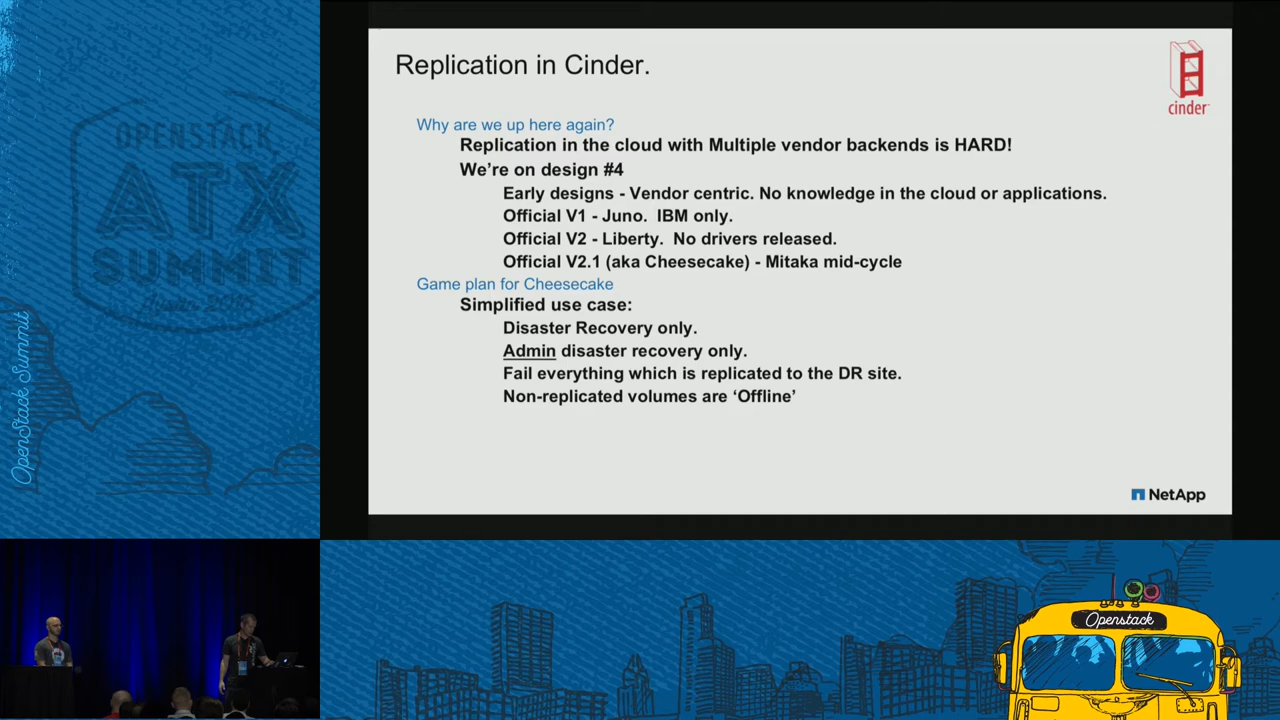 OPENSTACK
ATX
SUMMIT
OpenStack Summit
Replication in Cinder.
cinder
Why are we up here again?
Replication in the cloud with Multiple vendor backends is HARD!
We're on design #4
Early designs - Vendor centric. No knowledge in the cloud or applications.
Official V1 - Juno. IBM only.
Official V2 - Liberty. No drivers released.
Official V2.1 (aka Cheesecake) - Mitaka mid-cycle
Game plan for Cheesecake
Simplified use case:
Disaster Recovery only.
Admin disaster recovery only.
Fail everything which is replicated to the DR site.
Non-replicated volumes are ‘Offline’
NetApp
Openstack